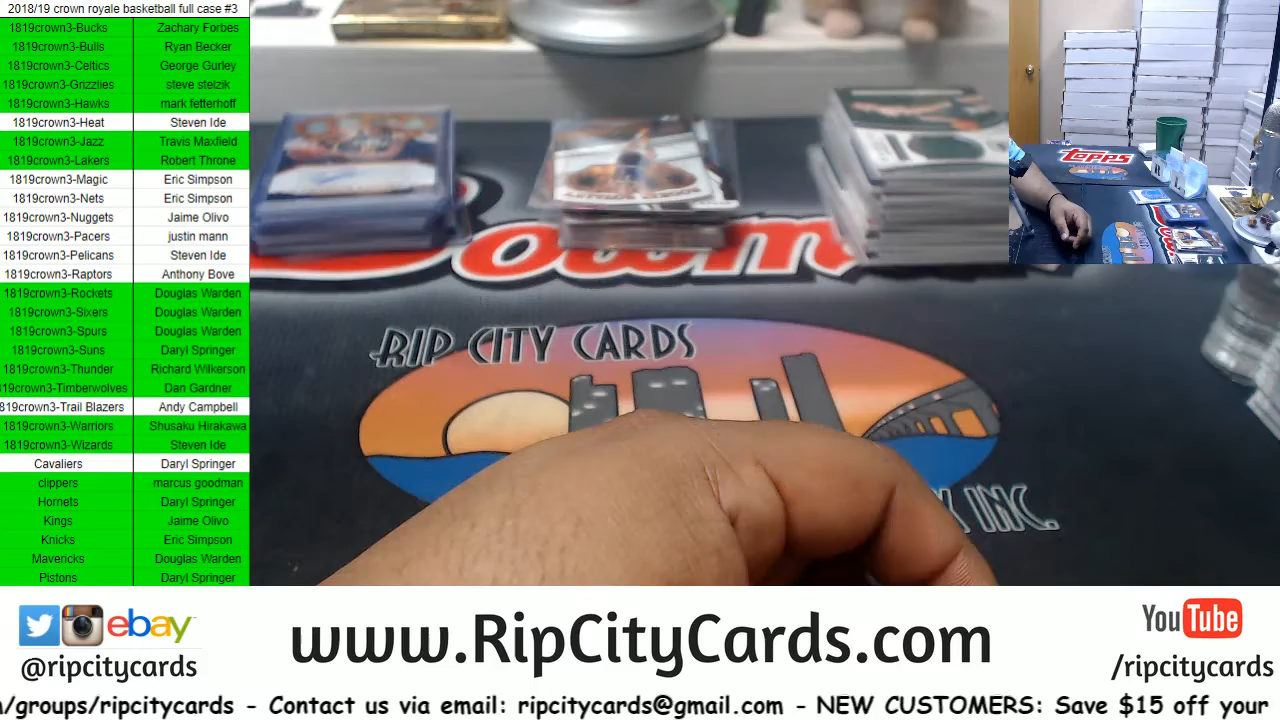 2018/19 crown royale basketball full case #3
1819crown3-Bucks Zachary Forbes
1819crown3-Bulls Ryan Becker
1819crown3-Celtics George Gurley
1819crown3-Grizzlies steve stelzik
1819crown3-Hawks mark fetterhoff
1819crown3-Heat Steven Ide
1819crown3-Jazz Travis Maxfield
1819crown3-Lakers Robert Throne
1819crown3-Magic Eric Simpson
1819crown3-Nets Eric Simpson
1819crown3-Nuggets Jaime Olivo
1819crown3-Pacers justin mann
1819crown3-Pelicans Steven Ide
1819crown3-Raptors Anthony Bove
1819crown3-Rockets Douglas Warden
1819crown3-Sixers Douglas Warden
1819crown3-Spurs Douglas Warden
1819crown3-Suns Daryl Springer
1819crown3-Thunder Richard Wilkerson
819crown3-Timberwolves Dan Gardner
819crown3-Trail Blazers Andy Campbell
1819crown3-Warriors Shusaku Hirakawa
1819crown3-Wizards Steven Ide
Cavaliers Daryl Springer
clippers marcus goodman
Hornets Daryl Springer
Kings Jaime Olivo
Knicks Eric Simpson
Mavericks Douglas Warden
Pistons Daryl Springer
topps
Bowm
RIP CITY CARDS
INC.
ebay
@ripcitycards
www.RipCityCards.com
YouTube
/ripcitycards
/groups/ripcitycards - Contact us via email: ripcitycards@gmail.com - NEW CUSTOMERS: Save $15 off your